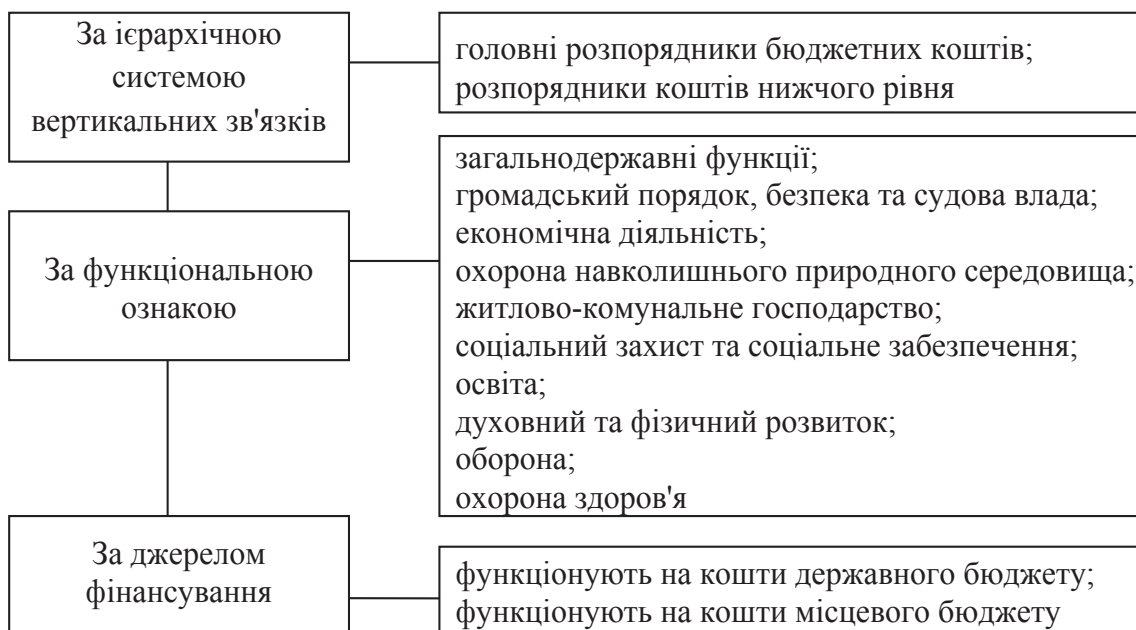 За ієрархічною
системою
вертикальних зв'язків
головні розпорядники бюджетних коштів;
розпорядники коштів нижчого рівня
За функціональною
ознакою
загальнодержавні функції;
громадський порядок, безпека та судова влада;
економічна діяльність;
охорона навколишнього природного середовища;
житлово-комунальне господарство;
соціальний захист та соціальне забезпечення;
освіта;
духовний та фізичний розвиток;
оборона;
охорона здоров'я
За джерелом
фінансування
функціонують на кошти державного бюджету;
функціонують на кошти місцевого бюджету